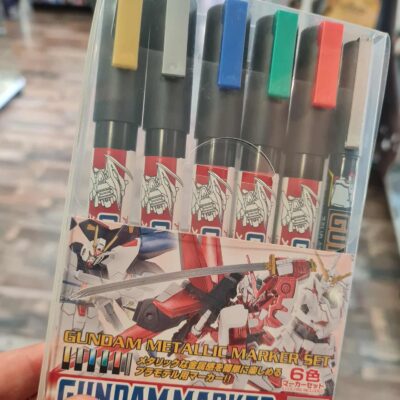 GUNDAM METALLIC MARKER SET
メタリックな金属感を簡単に楽しめる
プラモデル用マーカー!!
6色
マーカーセット
GUNDAM MARKER